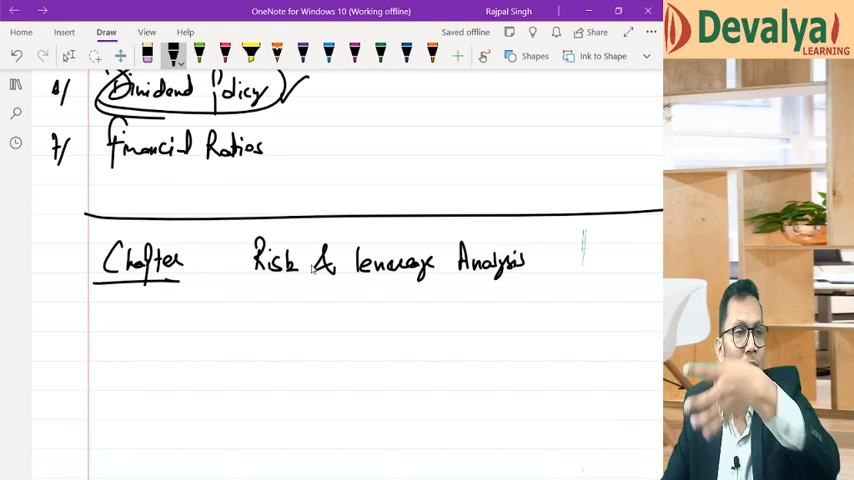 OneNote for Windows 10 (Working offline)
Rajpal Singh
Home Insert Draw View Help
Saved offline
Share
Shapes
Ink to Shape
Devalya
LEARNING
Dividend Policy
7/ Financial Ratios
Chapter Risk & leverage Analysis